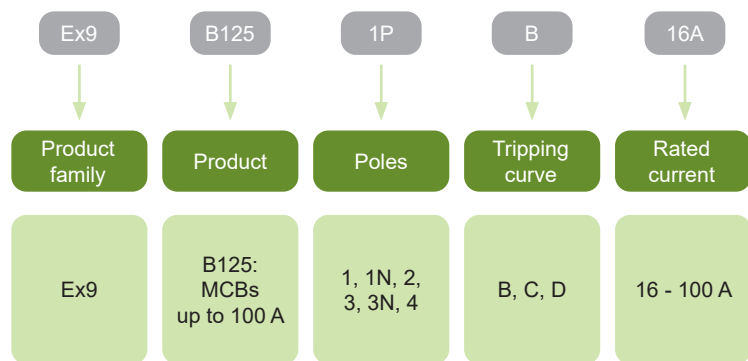 Ex9
B125
1P
B
16A
Product
family
Product
Poles
Tripping
curve
Rated
current
Ex9
B125:
MCBs
up to 100 A
1, 1N, 2,
3, 3N, 4
B, C, D
16 - 100 A